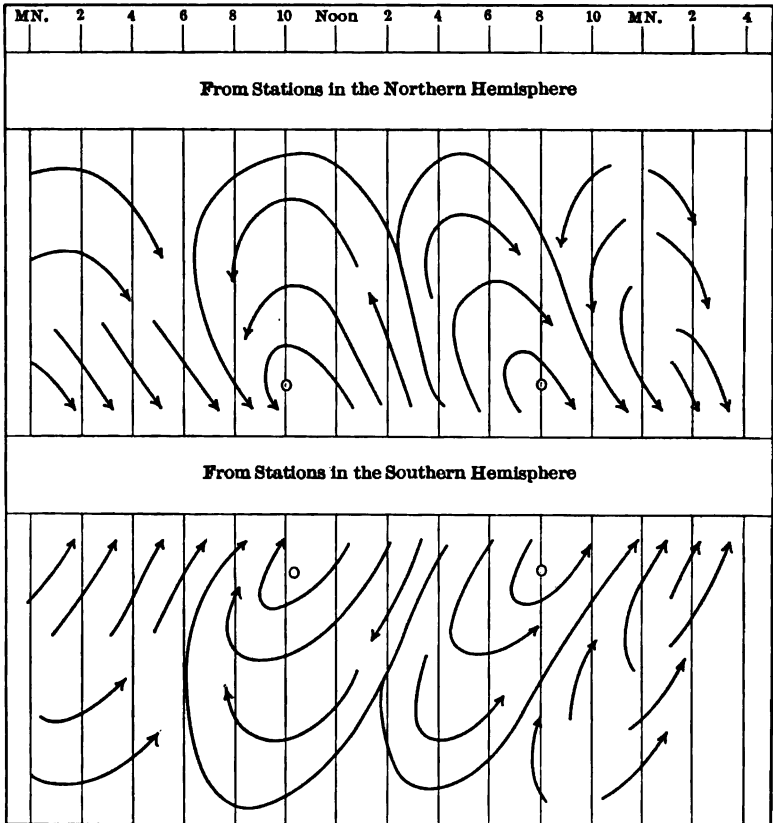 MN. 2 4 6 8 10 Noon 2 4 6 8 10 MN. 2 4
From Stations in the Northern Hemisphere
From Stations in the Southern Hemisphere